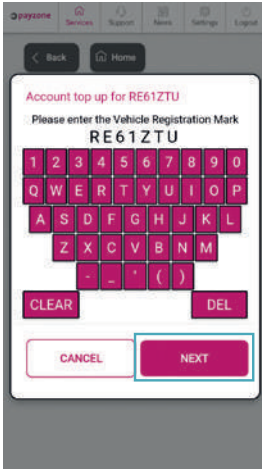 payzone Services Support News Settings Logout
Back Home
Account top up for RE61ZTU
Please enter the Vehicle Registration Mark
RE61ZTU
1 2 3 4 5 6 7 8 9 0
Q W E R T Y U I O P
A S D F G H J K L
Z X C V B N M
- _ ' ( )
CLEAR DEL
CANCEL NEXT